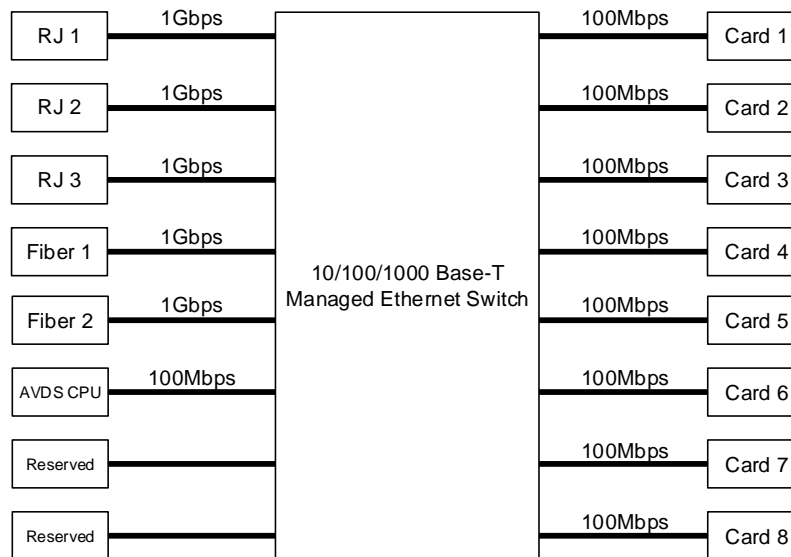 RJ 1
1Gbps
100Mbps
Card 1
RJ 2
1Gbps
100Mbps
Card 2
RJ 3
1Gbps
100Mbps
Card 3
Fiber 1
1Gbps
100Mbps
Card 4
10/100/1000 Base-T
Managed Ethernet Switch
Fiber 2
1Gbps
100Mbps
Card 5
AVDS CPU
100Mbps
100Mbps
Card 6
Reserved
100Mbps
Card 7
Reserved
100Mbps
Card 8